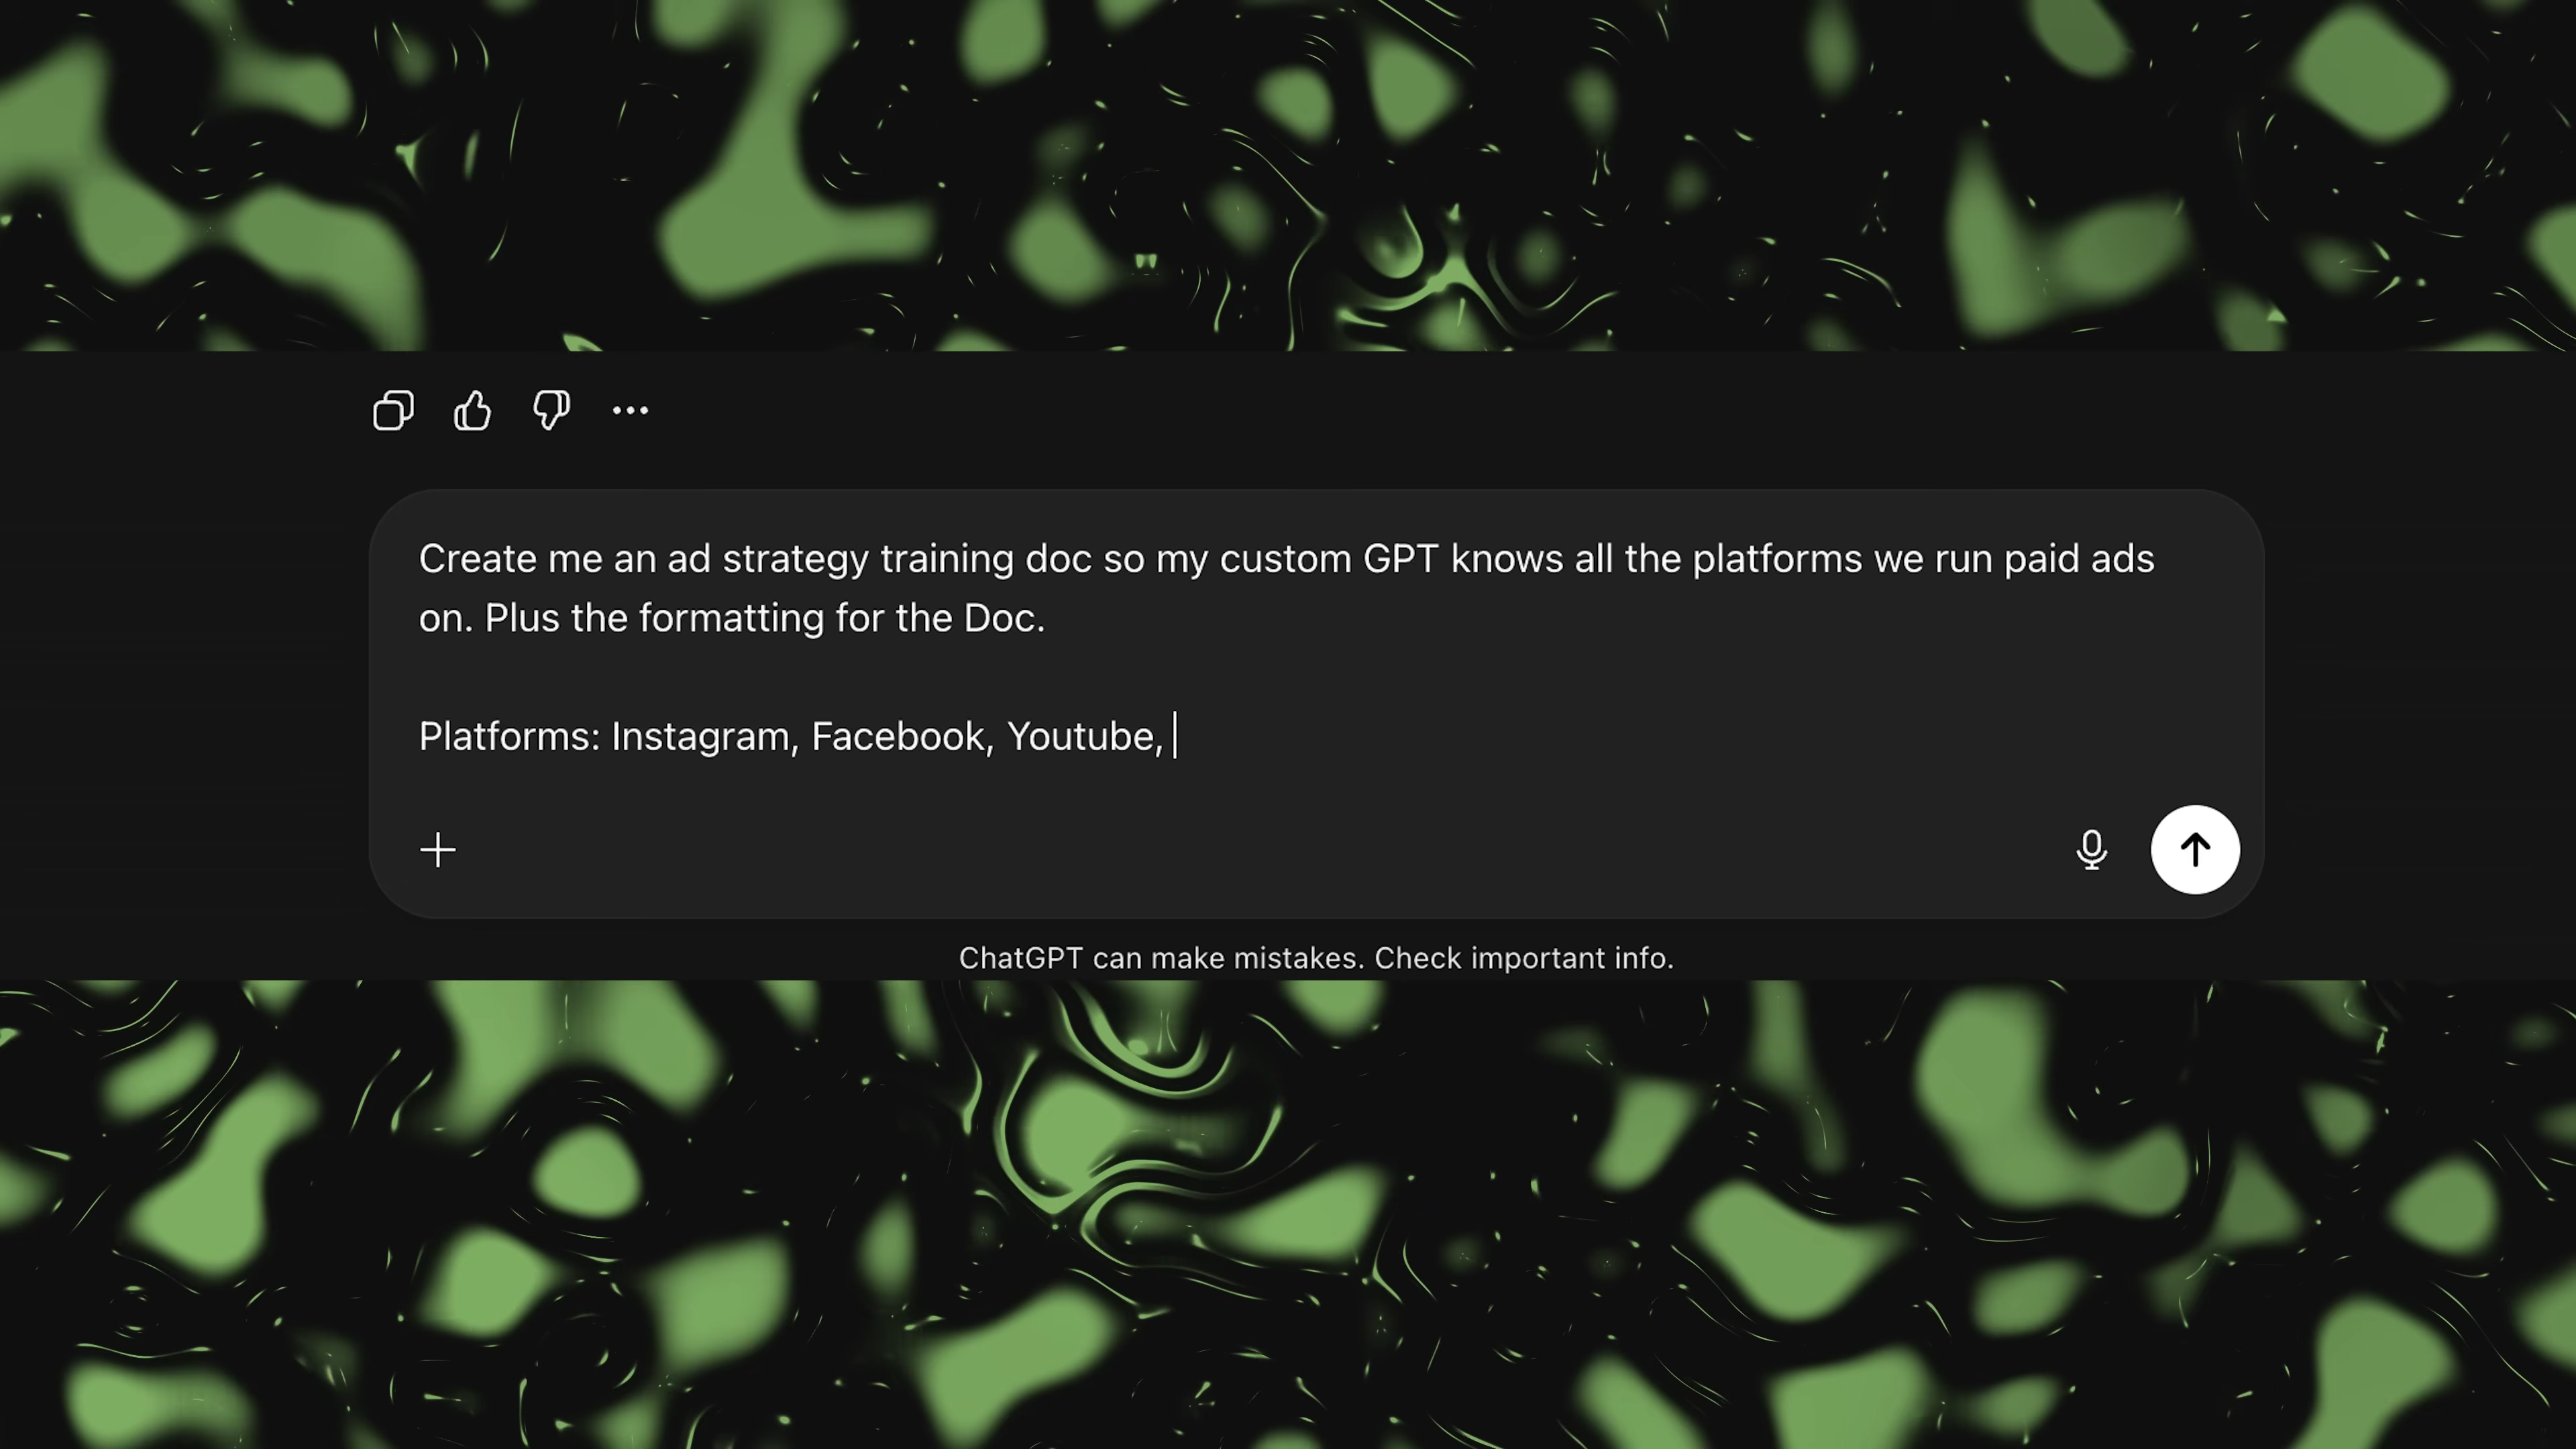 Create me an ad strategy training doc so my custom GPT knows all the platforms we run paid ads
on. Plus the formatting for the Doc.
Platforms: Instagram, Facebook, Youtube,
ChatGPT can make mistakes. Check important info.